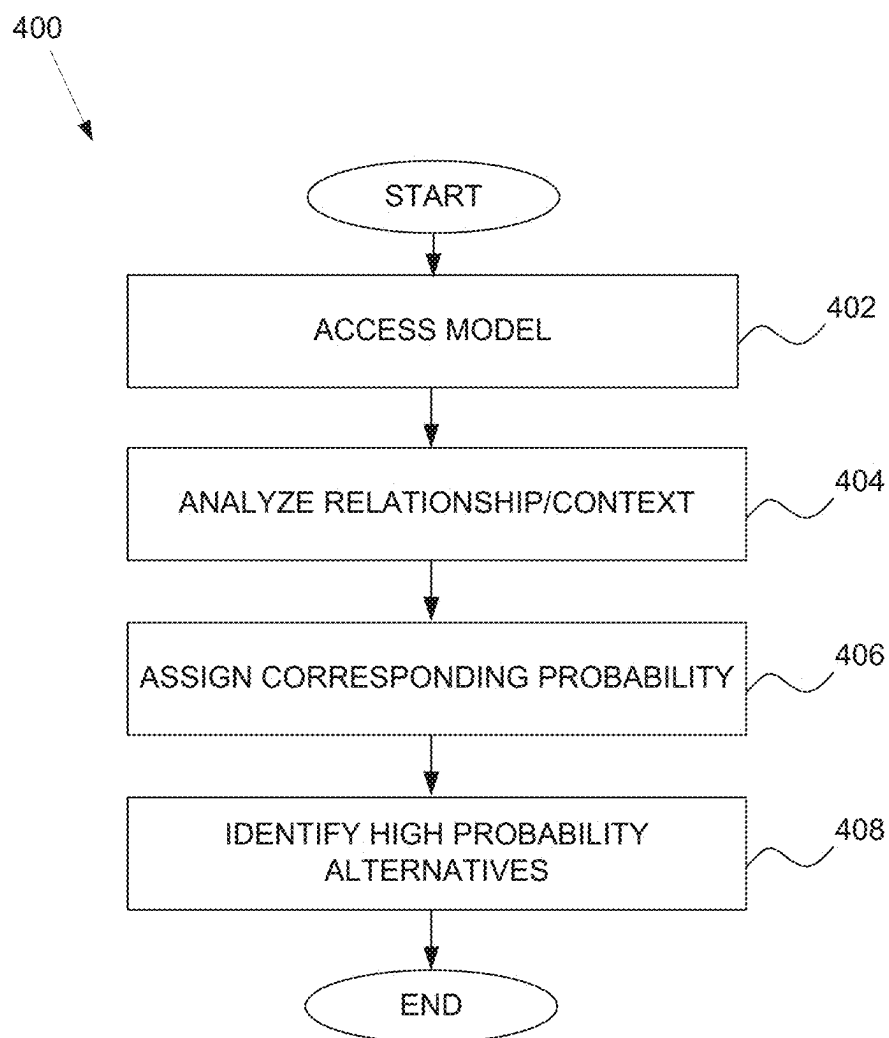 400
START
ACCESS MODEL
402
ANALYZE RELATIONSHIP/CONTEXT
404
ASSIGN CORRESPONDING PROBABILITY
406
IDENTIFY HIGH PROBABILITY
ALTERNATIVES
408
END